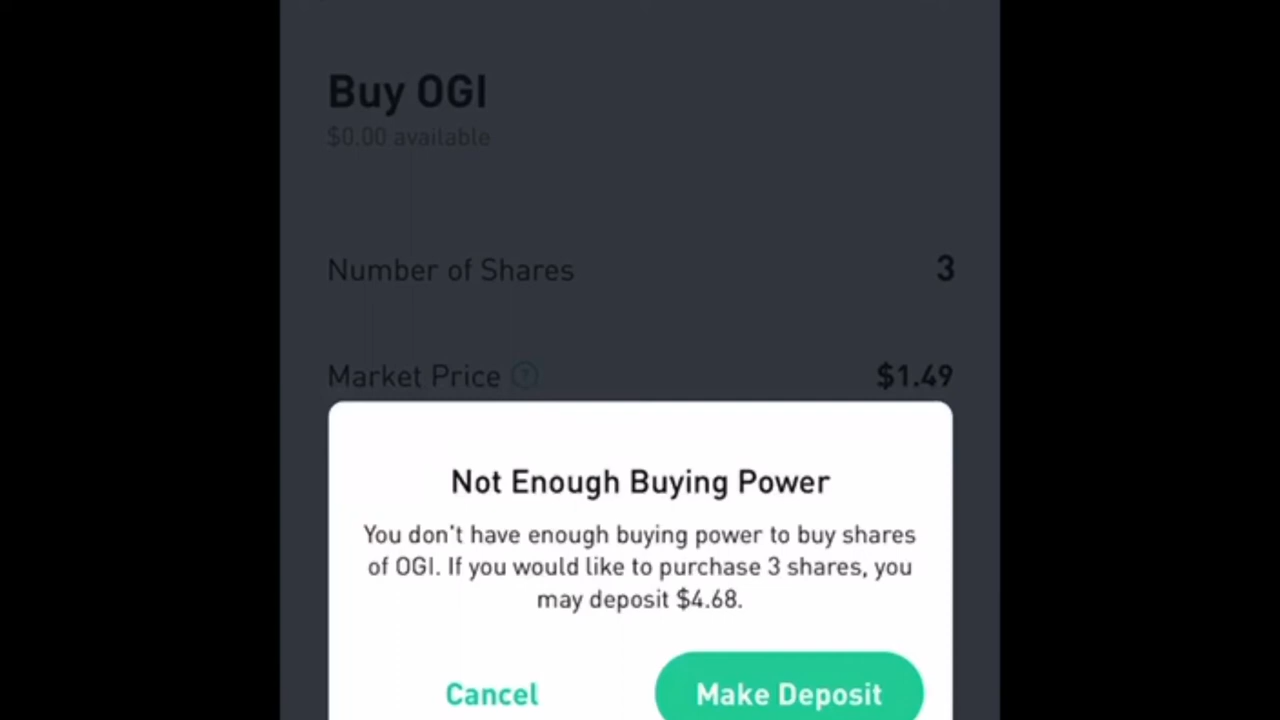 Buy OGI
$0.00 available
Number of Shares 3
Market Price ? $1.49
Not Enough Buying Power
You don't have enough buying power to buy shares
of OGI. If you would like to purchase 3 shares, you
may deposit $4.68.
Cancel Make Deposit